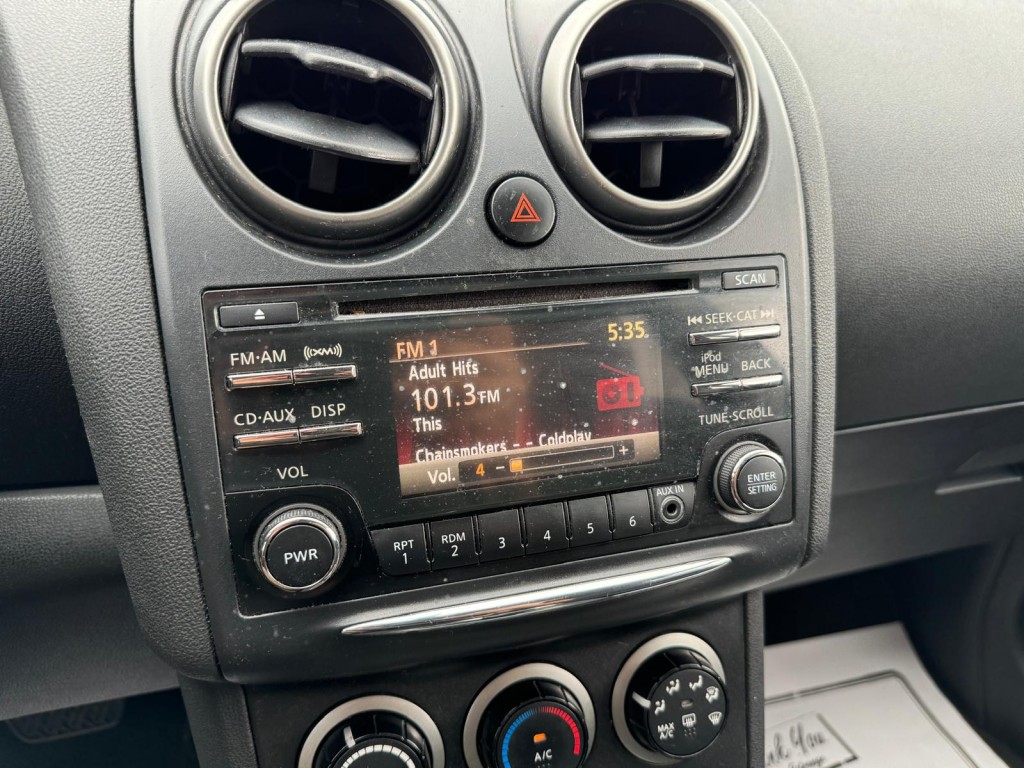 SCAN
FM·AM
((XM))
CD·AUX
DISP
VOL
PWR
FM 1
5:35
Adult Hits
101.3 FM
This
Chainsmokers - - Coldplay
Vol. 4 - +
SEEK·CAT
iPod
MENU
BACK
TUNE·SCROLL
ENTER
SETTING
RPT
1
RDM
2
3
4
5
6
AUX IN
A/C
MAX
A/C
You